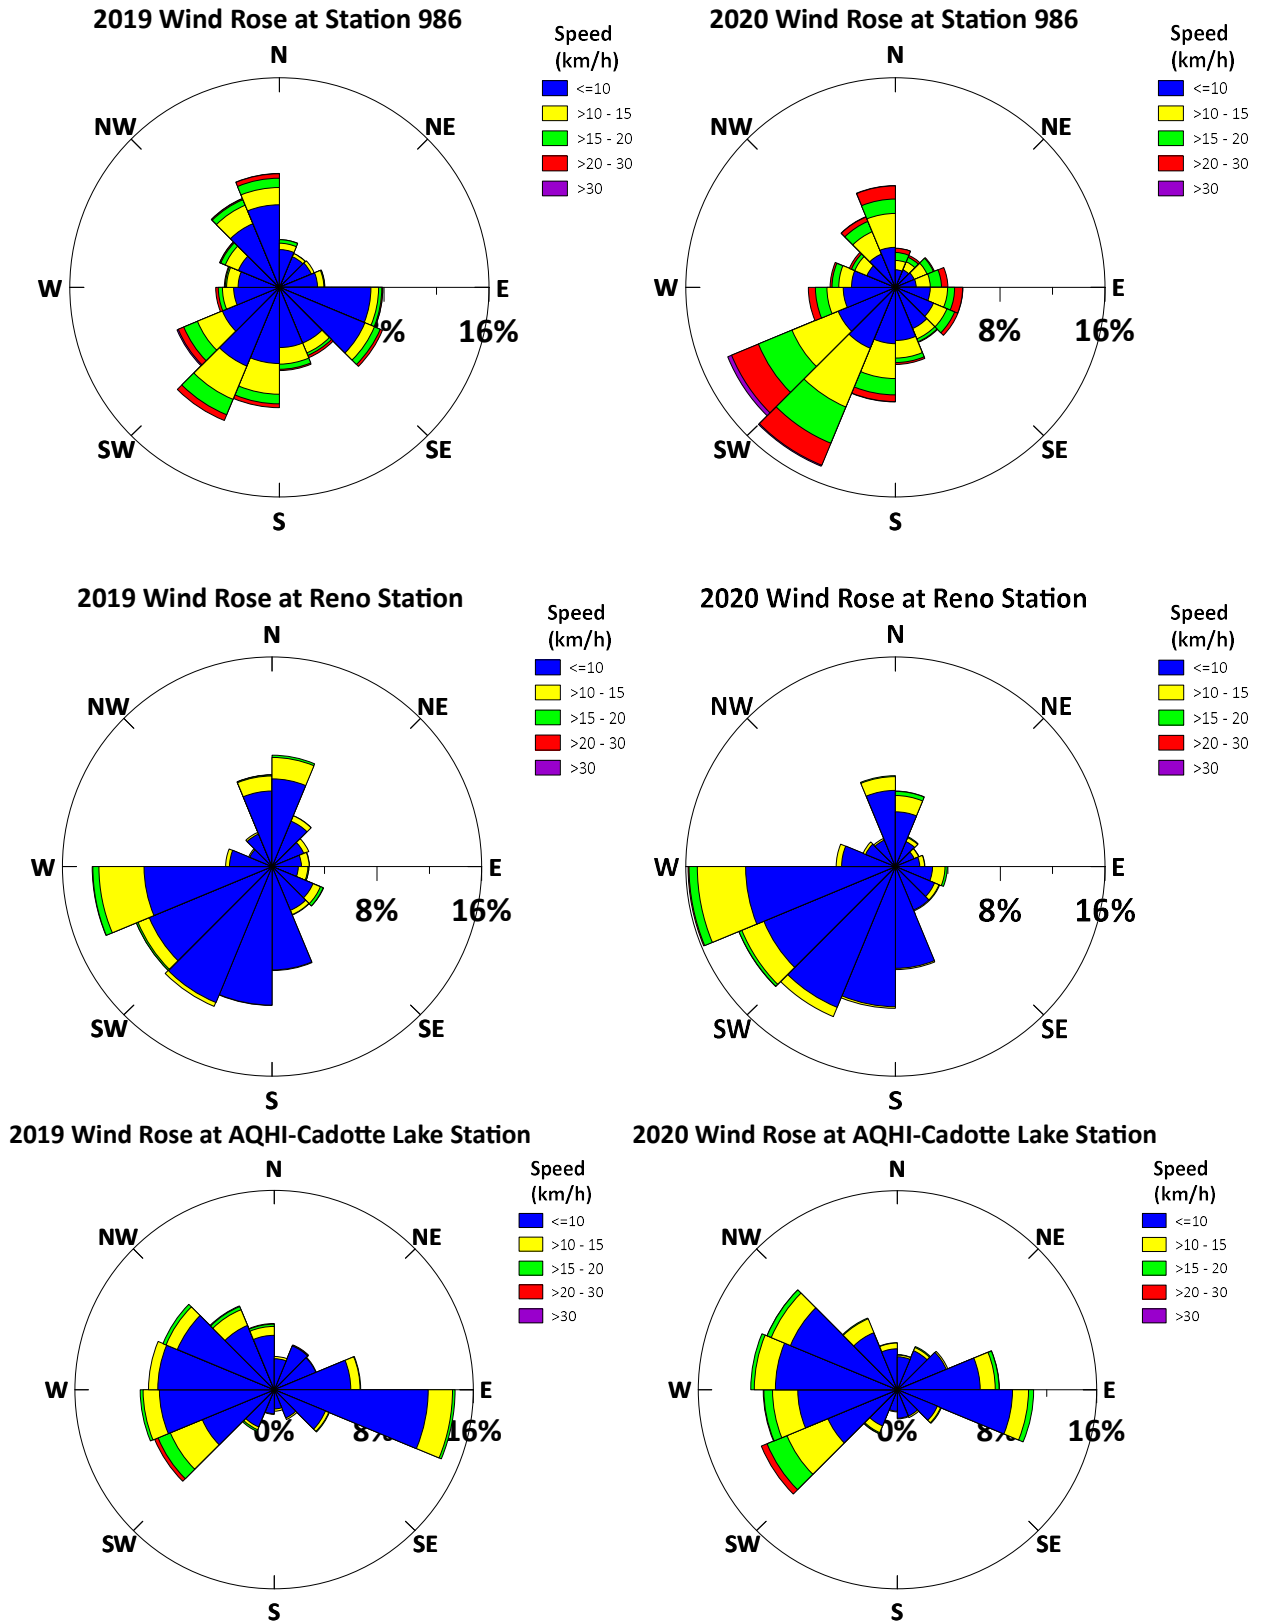 2019 Wind Rose at Station 986
Speed
(km/h)
<=10
>10 - 15
>15 - 20
>20 - 30
>30
N
NW
NE
W
E
%
16%
SW
SE
S
2020 Wind Rose at Station 986
Speed
(km/h)
<=10
>10 - 15
>15 - 20
>20 - 30
>30
N
NW
NE
W
E
8%
16%
SW
SE
S
2019 Wind Rose at Reno Station
Speed
(km/h)
<=10
>10 - 15
>15 - 20
>20 - 30
>30
N
NW
NE
W
E
8%
16%
SW
SE
S
2020 Wind Rose at Reno Station
Speed
(km/h)
<=10
>10 - 15
>15 - 20
>20 - 30
>30
N
NW
NE
W
E
8%
16%
SW
SE
S
2019 Wind Rose at AQHI-Cadotte Lake Station
Speed
(km/h)
<=10
>10 - 15
>15 - 20
>20 - 30
>30
N
NW
NE
W
E
0%
8%
16%
SW
SE
S
2020 Wind Rose at AQHI-Cadotte Lake Station
Speed
(km/h)
<=10
>10 - 15
>15 - 20
>20 - 30
>30
N
NW
NE
W
E
0%
8%
16%
SW
SE
S